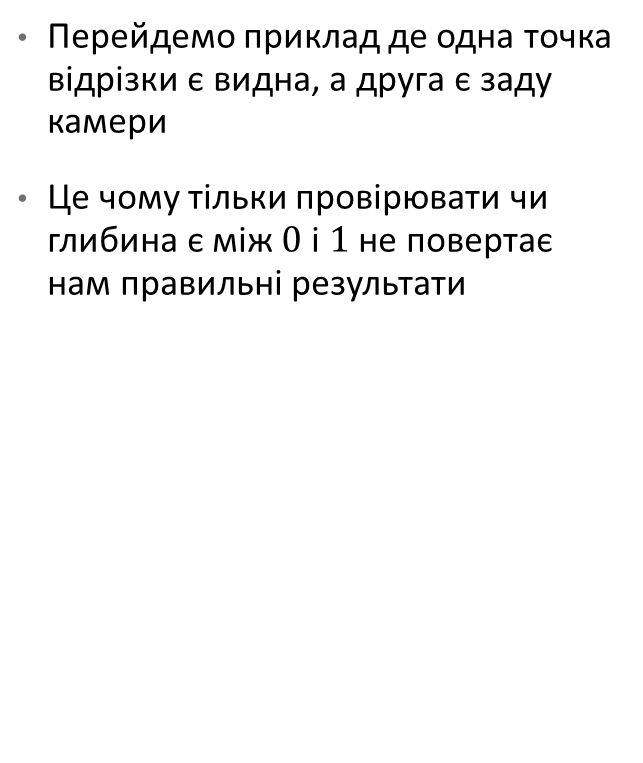 • Перейдемо приклад де одна точка
відрізки є видна, а друга є заду
камери
• Це чому тільки провірювати чи
глибина є між 0 і 1 не повертає
нам правильні результати